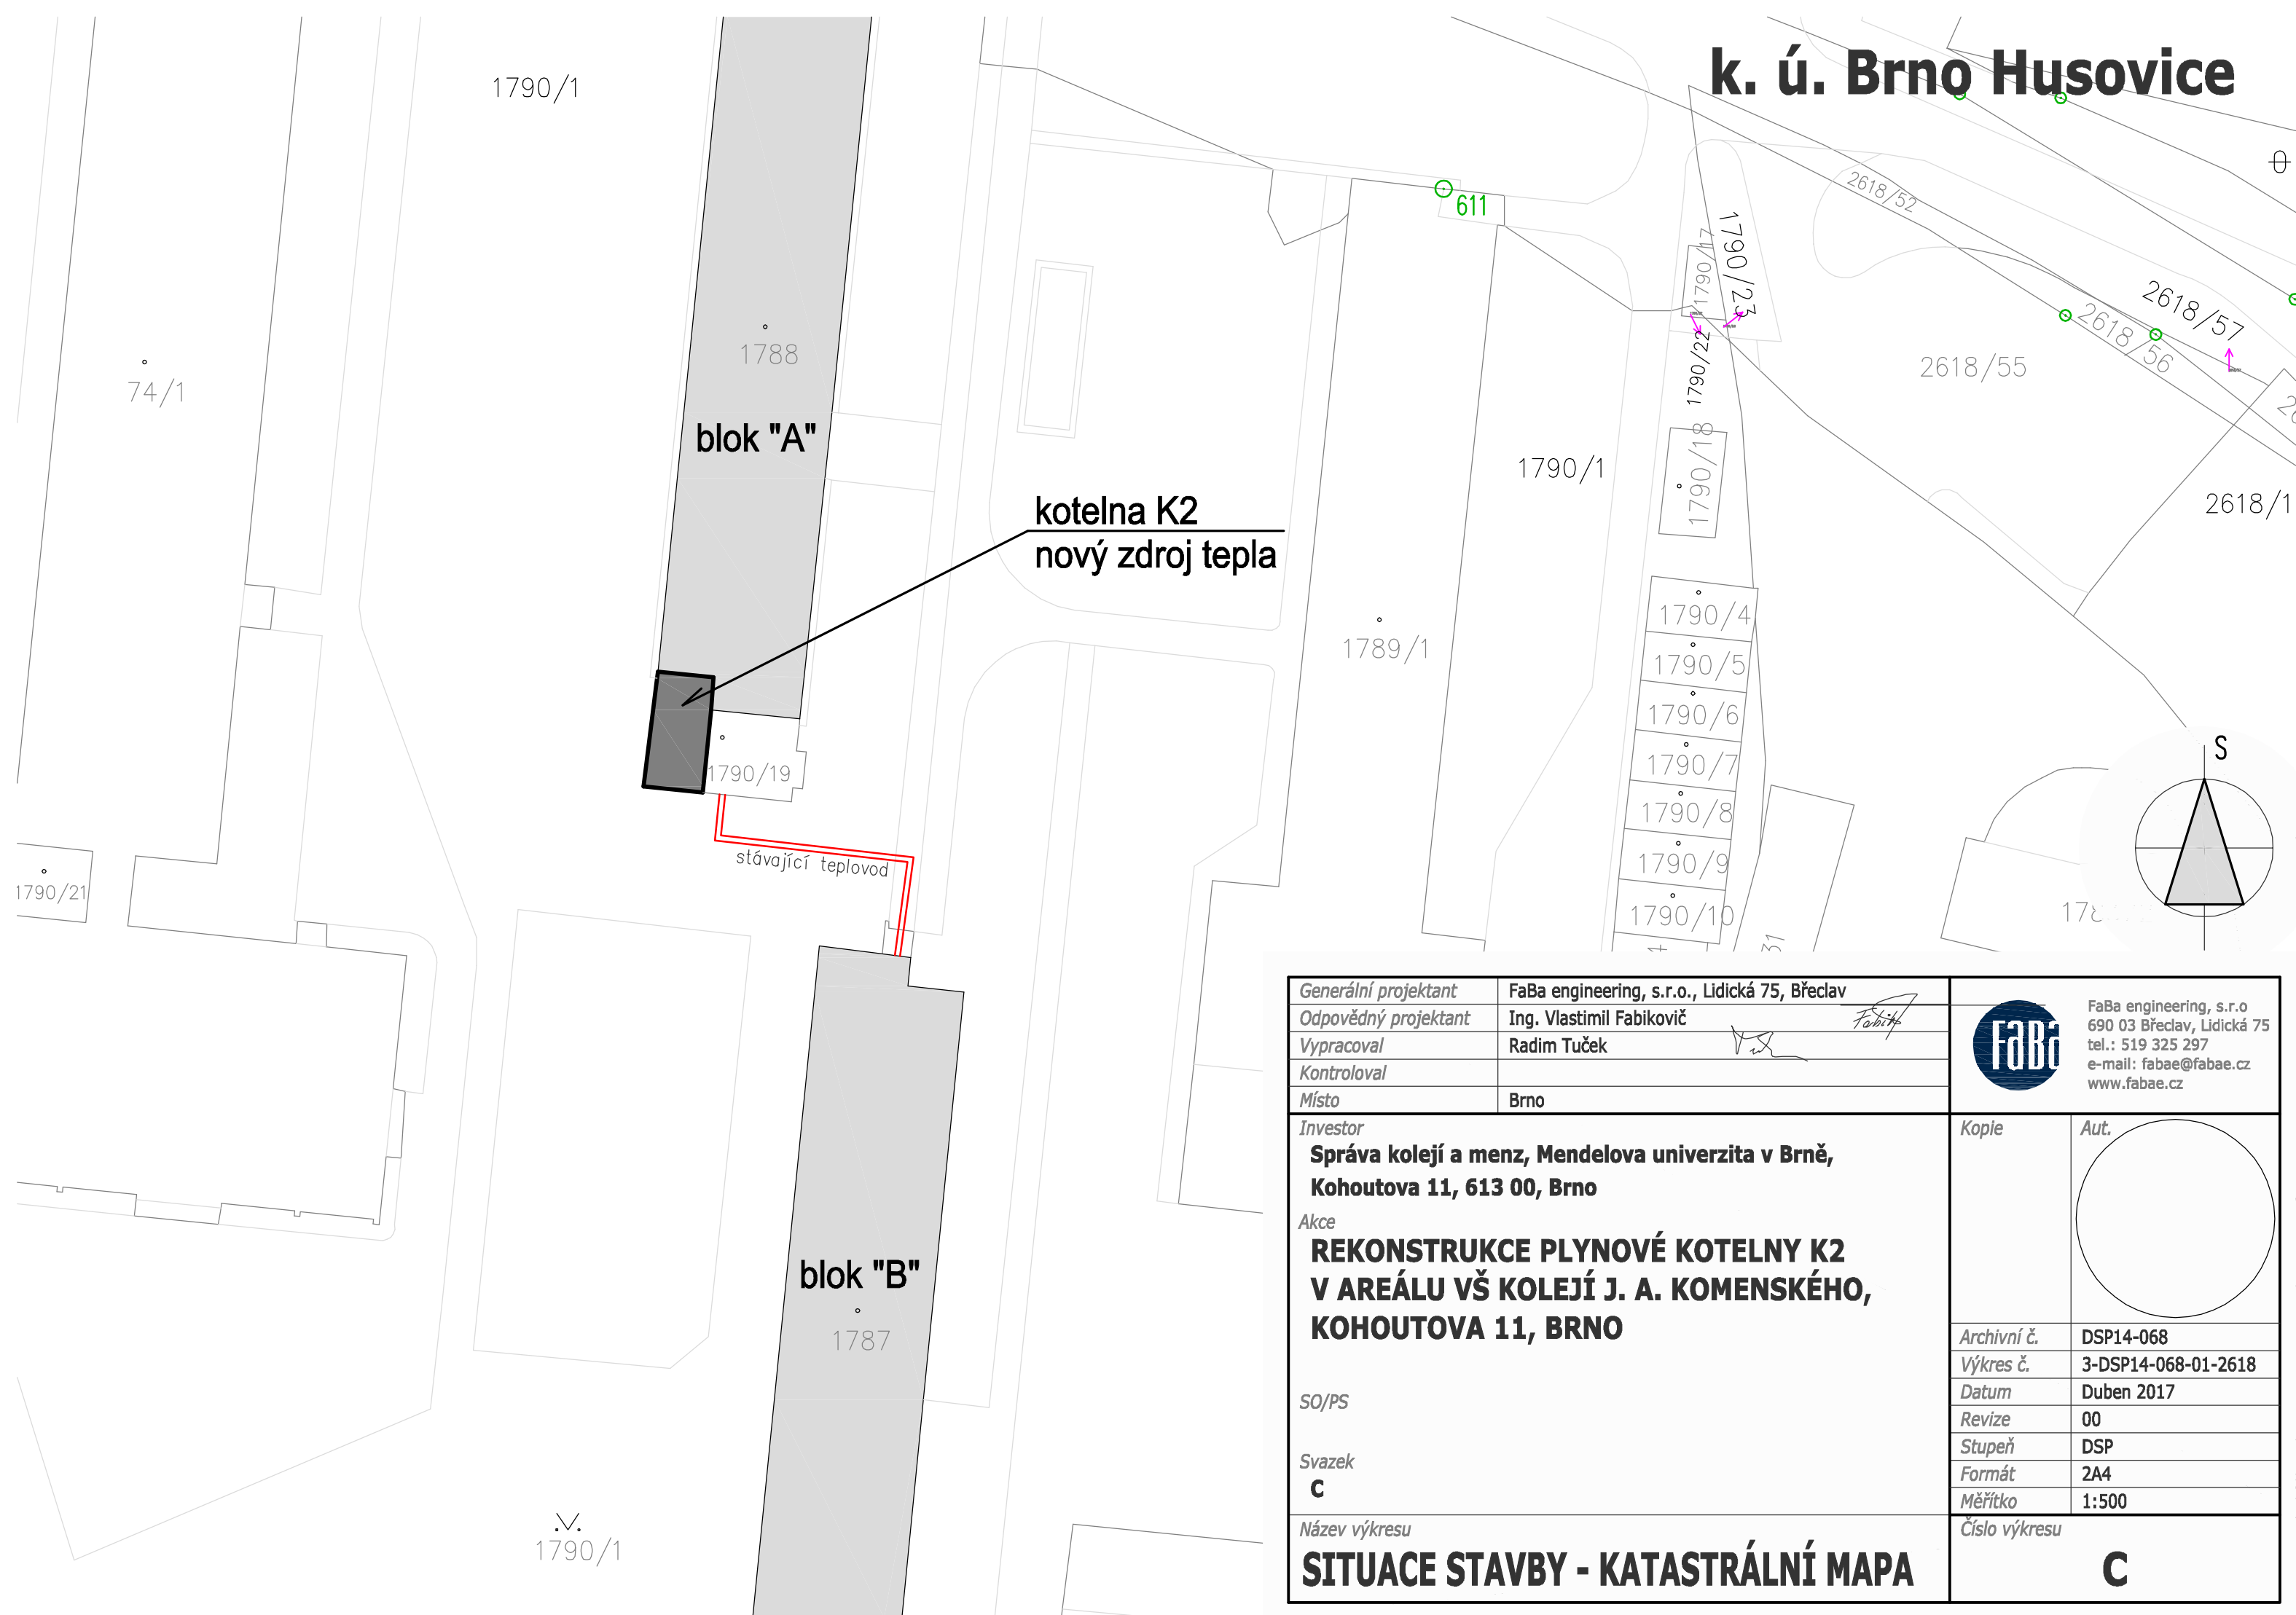 k. ú. Brno Husovice
1790/1
611
2618/52
1790/17
1790/23
2618/57
2618/56
2618/55
1788
74/1
1790/22
blok "A"
1790/18
1790/1
2618/1
kotelna K2
nový zdroj tepla
1789/1
1790/4
1790/5
1790/6
1790/7
1790/8
1790/9
1790/10
31
S
1790/19
stávající teplovod
1790/21
blok "B"
1787
1790/1
Generální projektant FaBa engineering, s.r.o., Lidická 75, Břeclav
Odpovědný projektant Ing. Vlastimil Fabikovič
Vypracoval Radim Tuček
Kontroloval
Místo Brno
FaBa
FaBa engineering, s.r.o
690 03 Břeclav, Lidická 75
tel.: 519 325 297
e-mail: fabae@fabae.cz
www.fabae.cz
Investor
Správa kolejí a menz, Mendelova univerzita v Brně,
Kohoutova 11, 613 00, Brno
Akce
REKONSTRUKCE PLYNOVÉ KOTELNY K2
V AREÁLU VŠ KOLEJÍ J. A. KOMENSKÉHO,
KOHOUTOVA 11, BRNO
SO/PS
Svazek
C
Kopie Aut.
Archivní č. DSP14-068
Výkres č. 3-DSP14-068-01-2618
Datum Duben 2017
Revize 00
Stupeň DSP
Formát 2A4
Měřítko 1:500
Název výkresu
SITUACE STAVBY - KATASTRÁLNÍ MAPA
Číslo výkresu
C